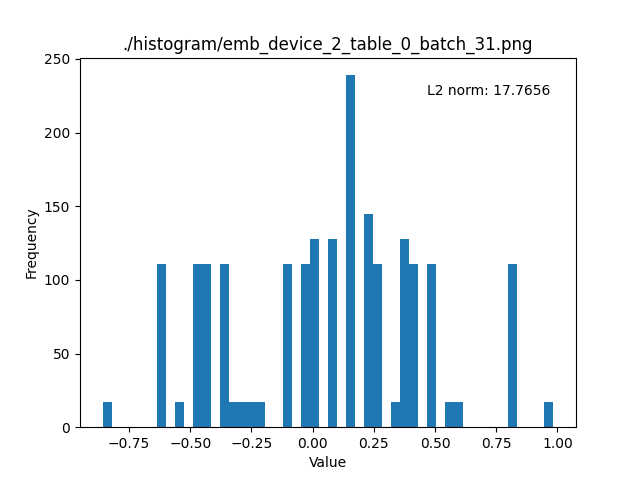 ./histogram/emb_device_2_table_0_batch_31.png
L2 norm: 17.7656
250
200
150
100
50
0
Frequency
−0.75 −0.50 −0.25 0.00 0.25 0.50 0.75 1.00
Value